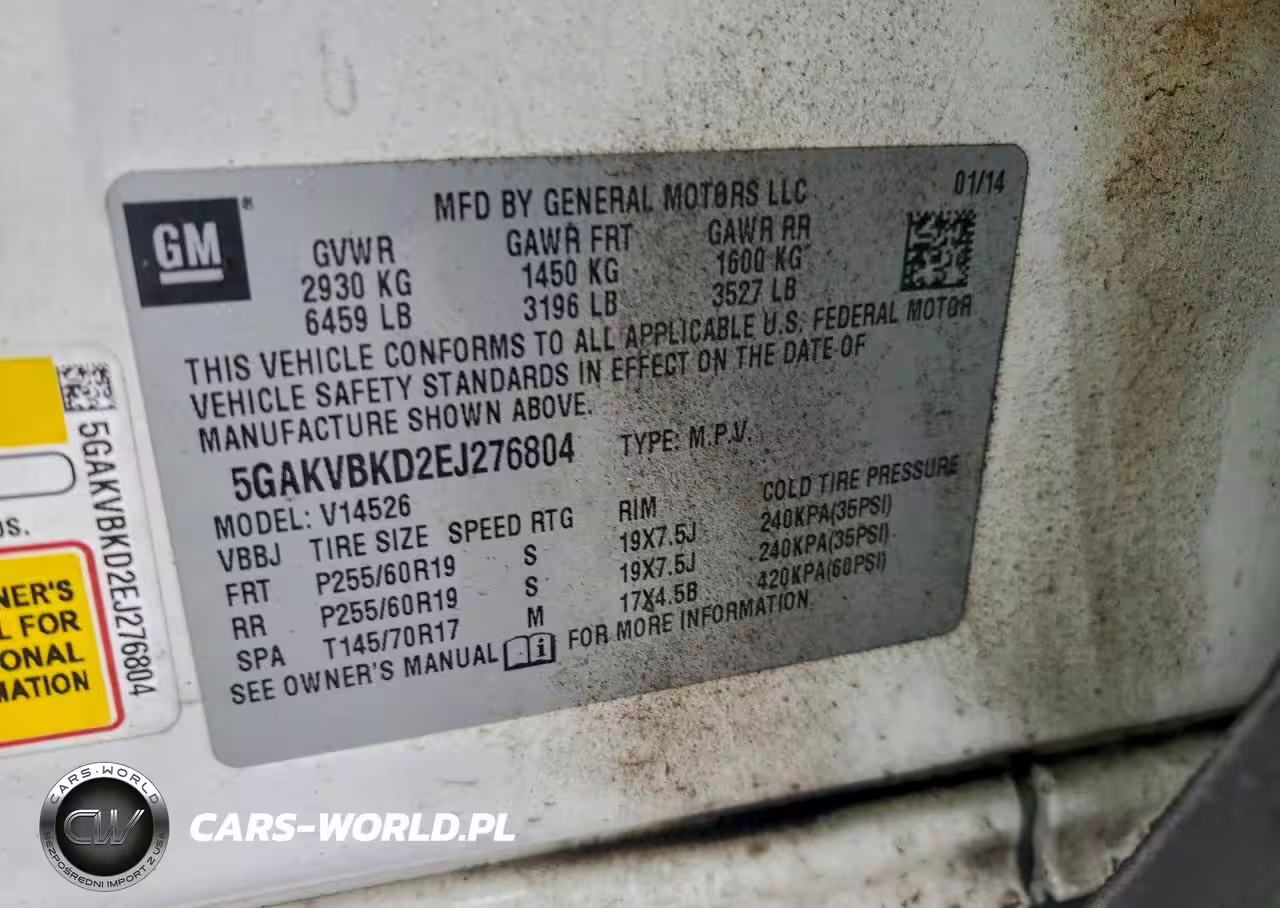 GM
MFD BY GENERAL MOTORS LLC
01/14
GVWR GAWR FRT GAWR RR
2930 KG 1450 KG 1600 KG
6459 LB 3196 LB 3527 LB
THIS VEHICLE CONFORMS TO ALL APPLICABLE U.S. FEDERAL MOTOR
VEHICLE SAFETY STANDARDS IN EFFECT ON THE DATE OF
MANUFACTURE SHOWN ABOVE.
5GAKVBKD2EJ276804 TYPE: M.P.V.
MODEL: V14526
VBBJ TIRE SIZE SPEED RTG RIM COLD TIRE PRESSURE
FRT P255/60R19 S 19X7.5J 240KPA(35PSI)
RR P255/60R19 S 19X7.5J 240KPA(35PSI)
SPA T145/70R17 M 17X4.5B 420KPA(60PSI)
SEE OWNER'S MANUAL FOR MORE INFORMATION
5GAKVBKD2EJ276804
DS.
NER'S
L FOR
ONAL
MATION
CARS-WORLD
CW
BEZPOŚREDNI IMPORT Z USA
CARS-WORLD.PL